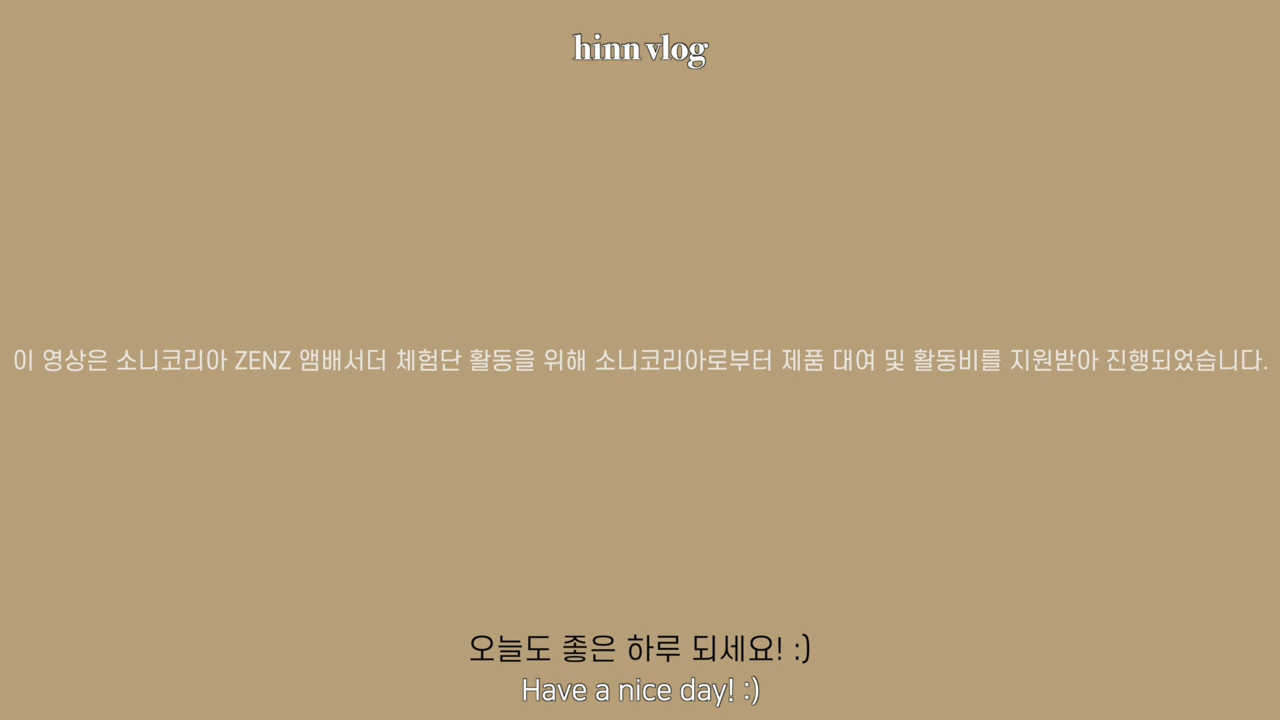 hinn vlog
이 영상은 소니코리아 ZENZ 앰배서더 체험단 활동을 위해 소니코리아로부터 제품 대여 및 활동비를 지원받아 진행되었습니다.
오늘도 좋은 하루 되세요! :)
Have a nice day! :)